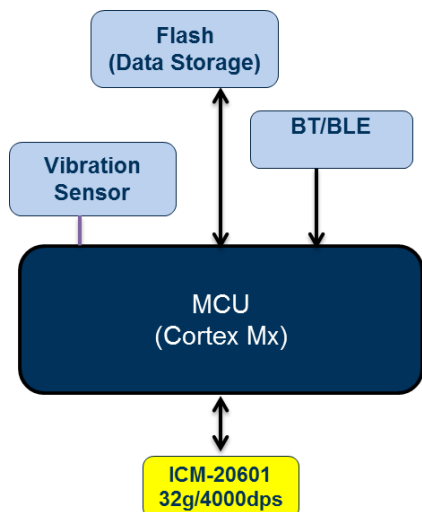 Flash
(Data Storage)
BT/BLE
Vibration
Sensor
MCU
(Cortex Mx)
ICM-20601
32g/4000dps